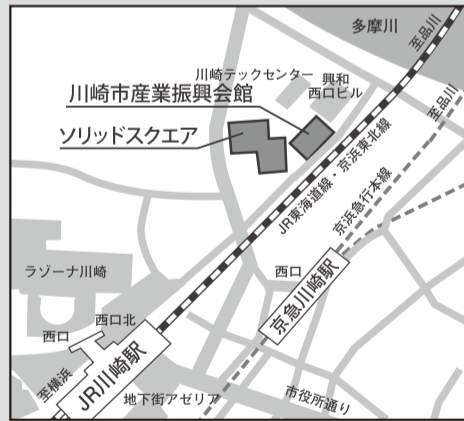 多摩川
至品川
川崎テックセンター
興和
西口ビル
川崎市産業振興会館
至品川
ソリッドスクエア
JR東海道線・京浜東北線
京浜急行本線
西口
京急川崎駅
ラゾーナ川崎
西口北
西口
至横浜
JR川崎駅
地下街アゼリア
市役所通り